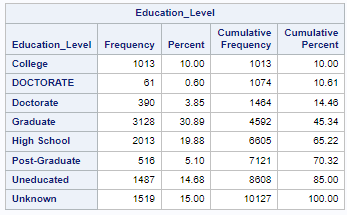 Education_Level
Education_Level Frequency Percent Cumulative Frequency Cumulative Percent
College 1013 10.00 1013 10.00
DOCTORATE 61 0.60 1074 10.61
Doctorate 390 3.85 1464 14.46
Graduate 3128 30.89 4592 45.34
High School 2013 19.88 6605 65.22
Post-Graduate 516 5.10 7121 70.32
Uneducated 1487 14.68 8608 85.00
Unknown 1519 15.00 10127 100.00